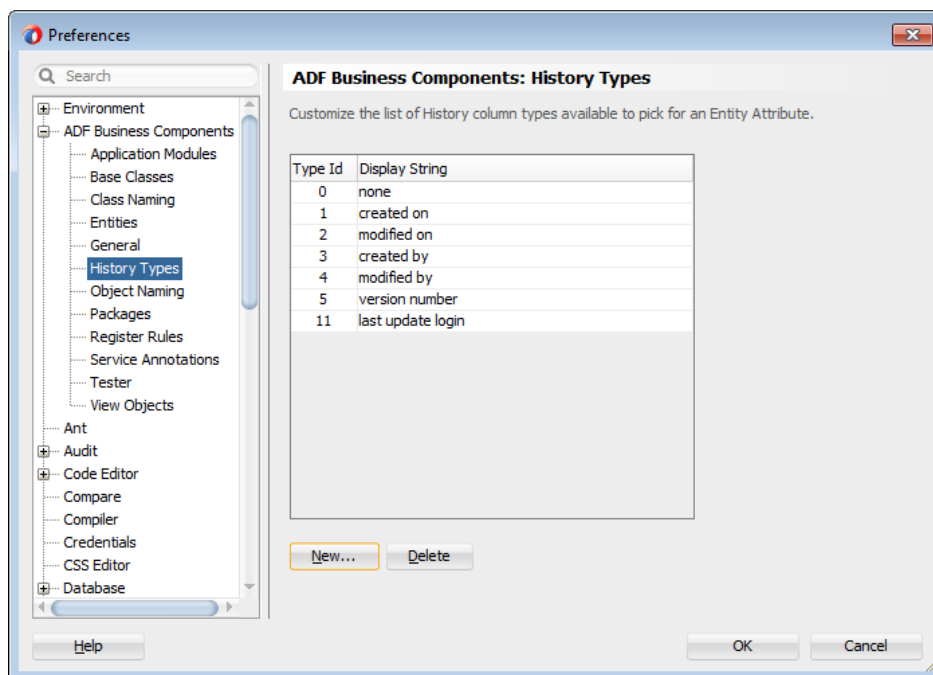 Preferences
Search
Environment
ADF Business Components
Application Modules
Base Classes
Class Naming
Entities
General
History Types
Object Naming
Packages
Register Rules
Service Annotations
Tester
View Objects
Ant
Audit
Code Editor
Compare
Compiler
Credentials
CSS Editor
Database
ADF Business Components: History Types
Customize the list of History column types available to pick for an Entity Attribute.
Type Id Display String
0 none
1 created on
2 modified on
3 created by
4 modified by
5 version number
11 last update login
New... Delete
Help OK Cancel